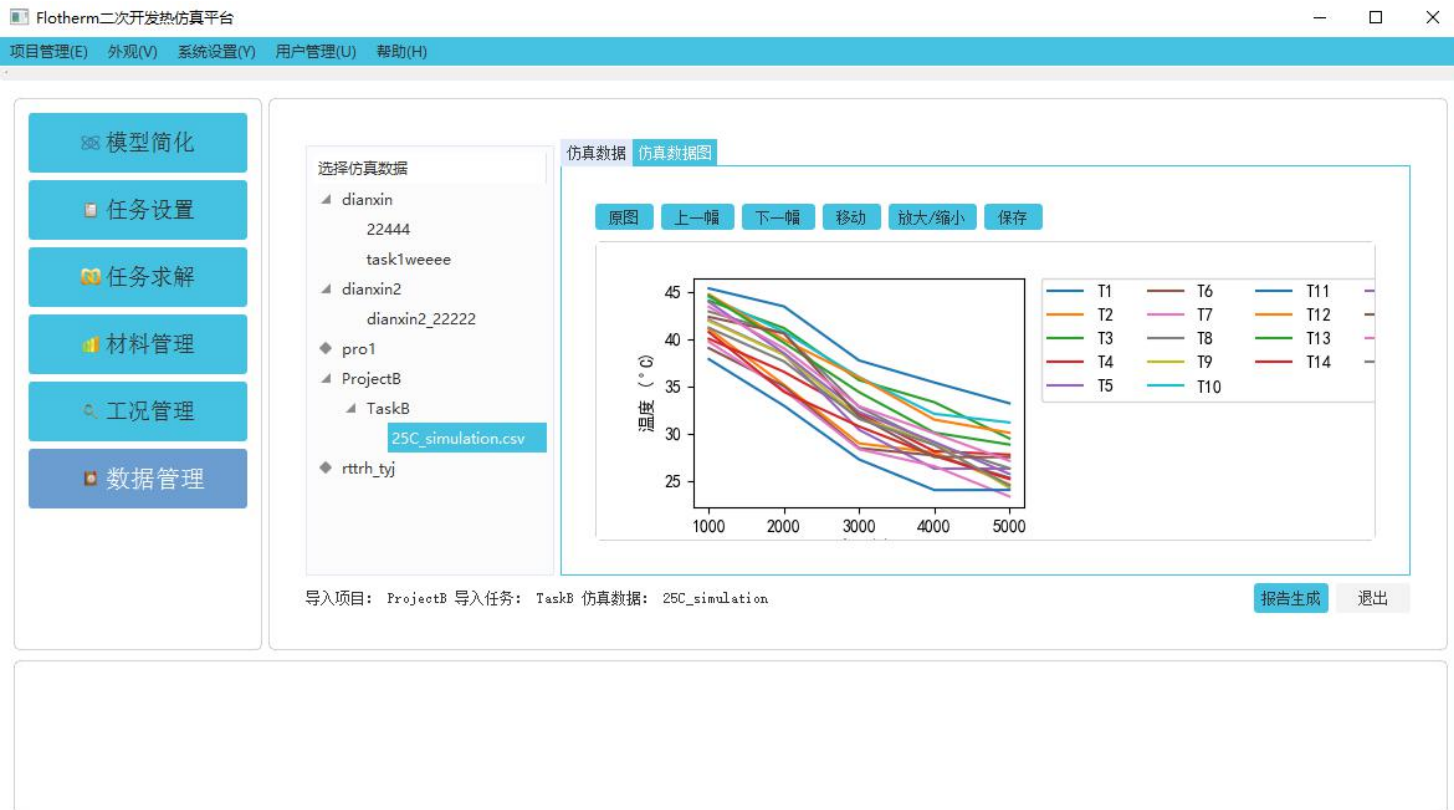 Flotherm二次开发热仿真平台
项目管理(E) 外观(V) 系统设置(Y) 用户管理(U) 帮助(H)
模型简化
任务设置
任务求解
材料管理
工况管理
数据管理
选择仿真数据
dianxin
22444
task1weeee
dianxin2
dianxin2_22222
pro1
ProjectB
TaskB
25C_simulation.csv
rttrh_tyj
仿真数据 仿真数据图
原图 上一幅 下一幅 移动 放大/缩小 保存
温度（°C）
45
40
35
30
25
1000 2000 3000 4000 5000
T1 T6 T11
T2 T7 T12
T3 T8 T13
T4 T9 T14
T5 T10
导入项目： ProjectB 导入任务： TaskB 仿真数据： 25C_simulation
报告生成 退出